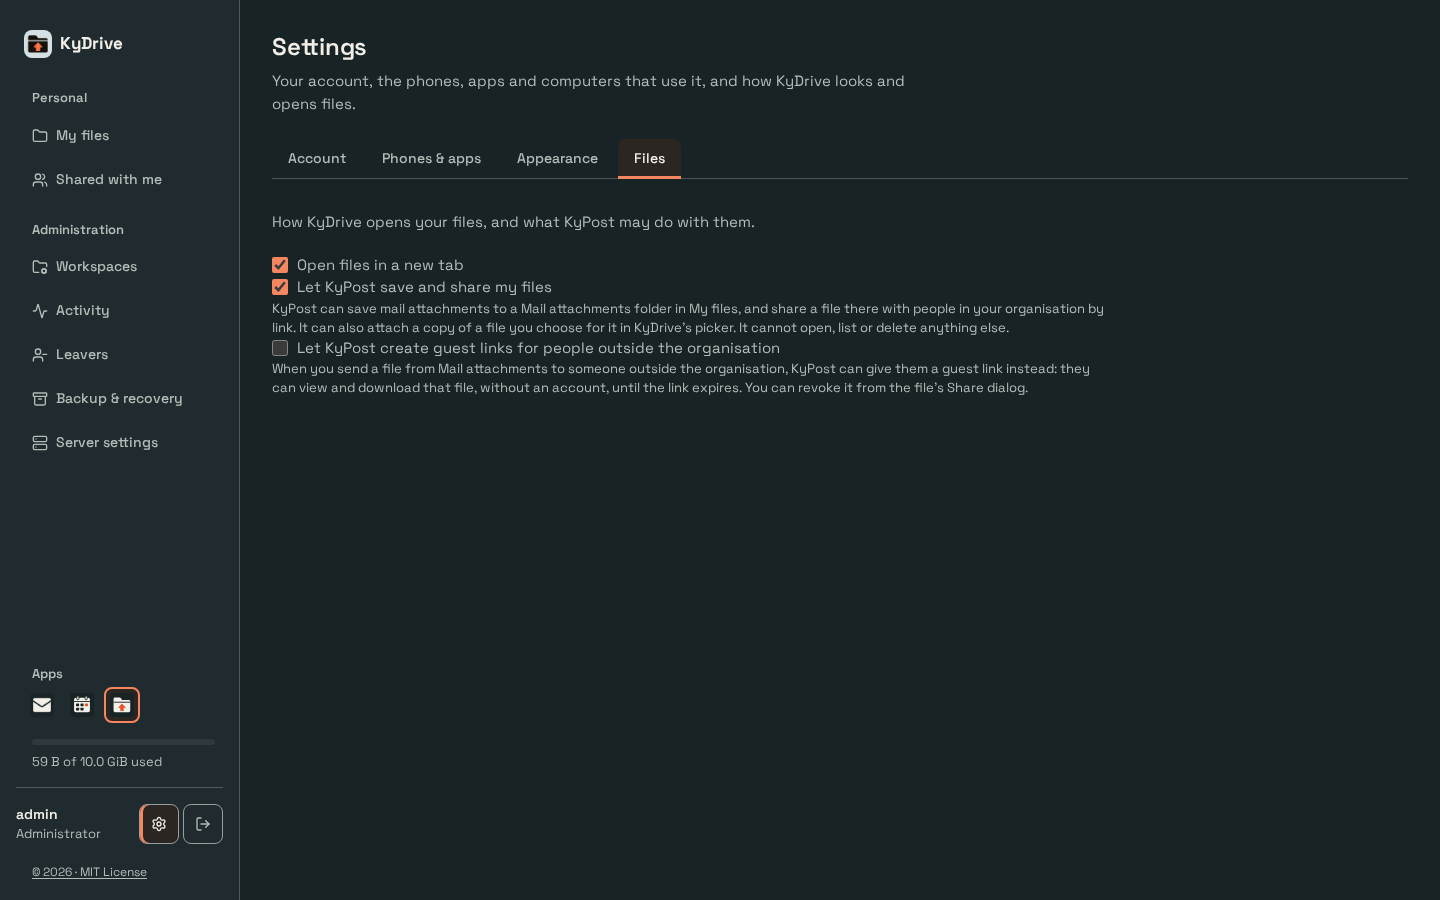 KyDrive
Personal
My files
Shared with me
Administration
Workspaces
Activity
Leavers
Backup & recovery
Server settings
Apps
59 B of 10.0 GiB used
admin
Administrator
© 2026 · MIT License
Settings
Your account, the phones, apps and computers that use it, and how KyDrive looks and
opens files.
Account
Phones & apps
Appearance
Files
How KyDrive opens your files, and what KyPost may do with them.
Open files in a new tab
Let KyPost save and share my files
KyPost can save mail attachments to a Mail attachments folder in My files, and share a file there with people in your organisation by
link. It can also attach a copy of a file you choose for it in KyDrive's picker. It cannot open, list or delete anything else.
Let KyPost create guest links for people outside the organisation
When you send a file from Mail attachments to someone outside the organisation, KyPost can give them a guest link instead: they
can view and download that file, without an account, until the link expires. You can revoke it from the file's Share dialog.